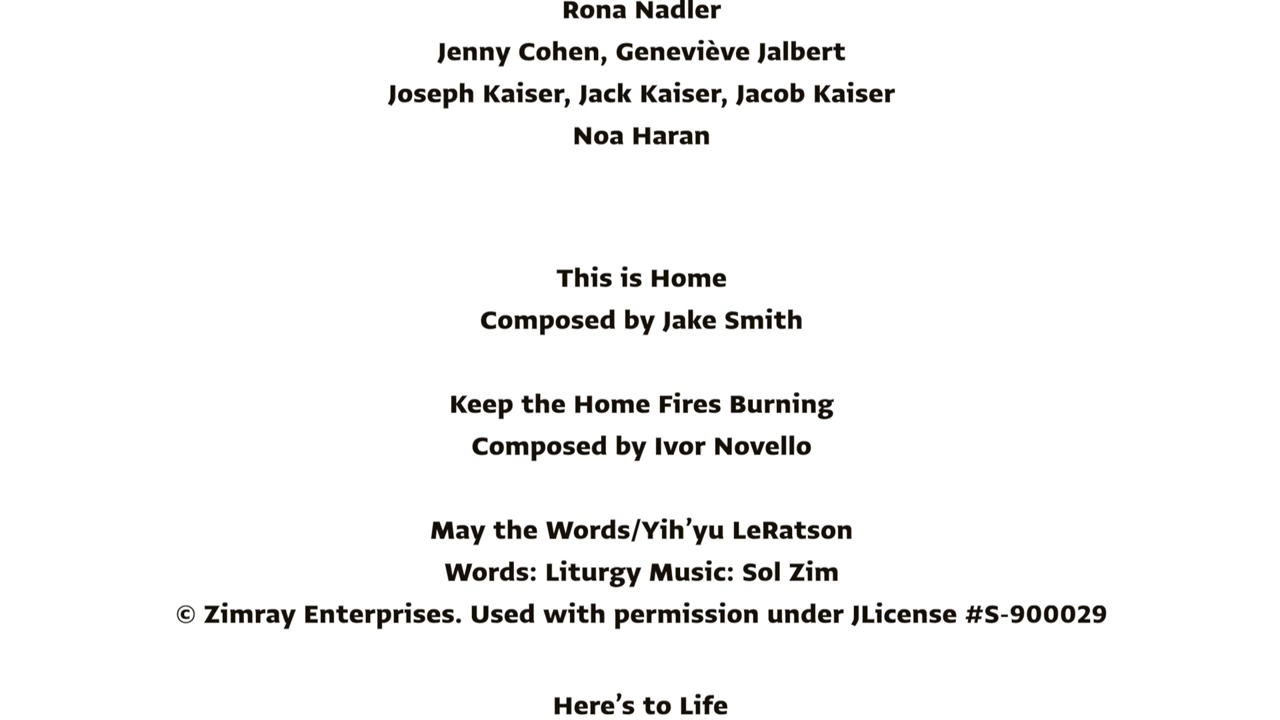 Rona Nadler
Jenny Cohen, Geneviève Jalbert
Joseph Kaiser, Jack Kaiser, Jacob Kaiser
Noa Haran
This is Home
Composed by Jake Smith
Keep the Home Fires Burning
Composed by Ivor Novello
May the Words/Yih’yu LeRatson
Words: Liturgy Music: Sol Zim
© Zimray Enterprises. Used with permission under JLicense #S-900029
Here’s to Life